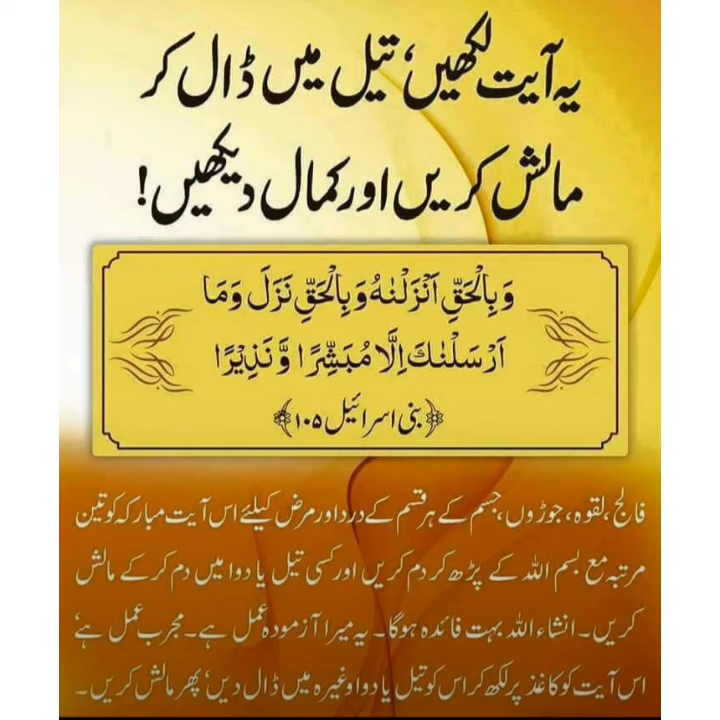 یہ آیت لکھیں، تیل میں ڈال کر
مالش کریں اور کمال دیکھیں!
وَبِالْحَقِّ اَنْزَلْنٰهُ وَبِالْحَقِّ نَزَلَ وَمَا
اَرْسَلْنٰكَ اِلَّا مُبَشِّرًا وَّ نَذِيْرًا
﴿بنی اسرائیل ۱۰۵﴾
فالج، لقوہ، جوڑوں، جسم کے ہر قسم کے درد اور مرض کیلئے اس آیت مبارکہ کو تین
مرتبہ مع بسم اللہ کے پڑھ کر دم کریں اور کسی تیل یا دوا میں دم کر کے مالش
کریں۔ انشاء اللہ بہت فائدہ ہوگا۔ یہ میرا آزمودہ عمل ہے۔ مجرب عمل ہے'
اس آیت کو کاغذ پر لکھ کر اس کو تیل یا دوا وغیرہ میں ڈال دیں' پھر مالش کریں۔